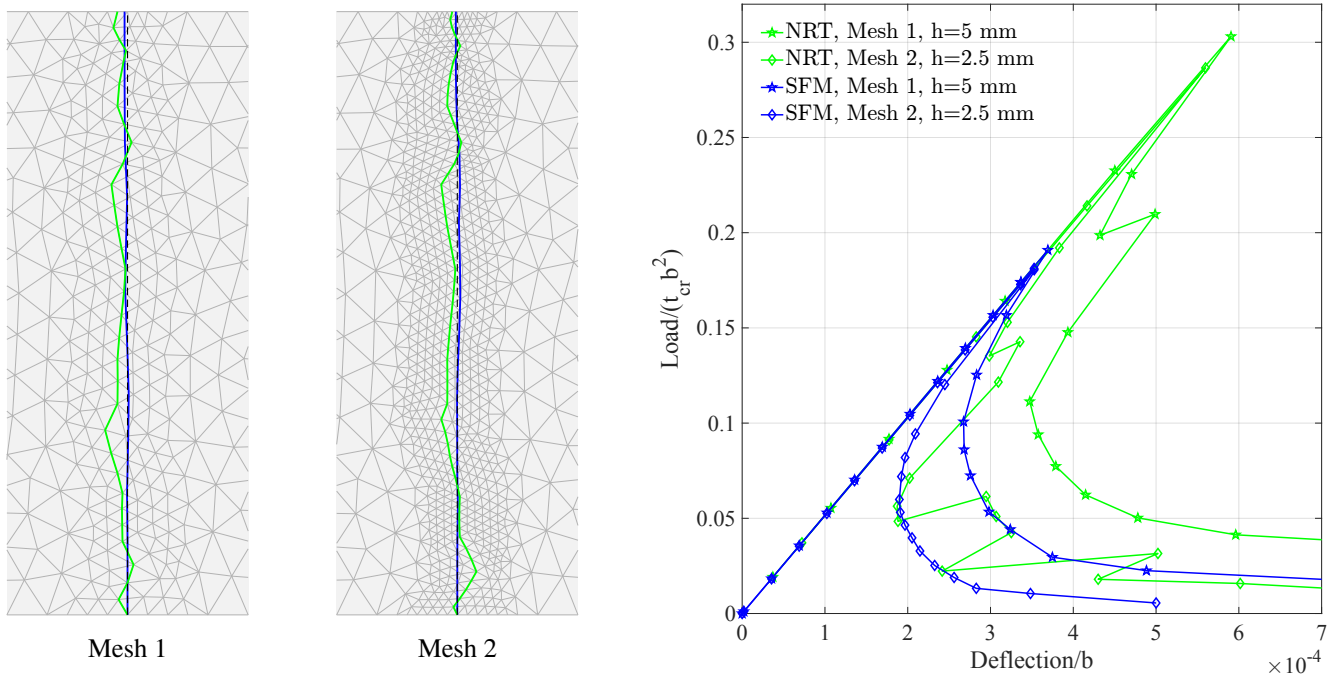 Mesh 1
Mesh 2
NRT, Mesh 1, h=5 mm
NRT, Mesh 2, h=2.5 mm
SFM, Mesh 1, h=5 mm
SFM, Mesh 2, h=2.5 mm
Load/(t_cr b^2)
0.3
0.25
0.2
0.15
0.1
0.05
0
0 1 2 3 4 5 6 7
Deflection/b
×10^-4